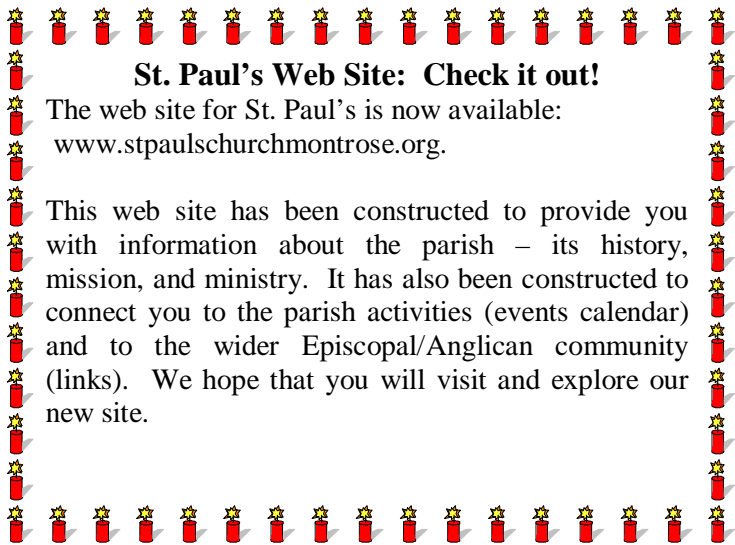 St. Paul's Web Site:  Check it out!
The web site for St. Paul's is now available:
www.stpaulschurchmontrose.org.
This web site has been constructed to provide you
with information about the parish – its history,
mission, and ministry.  It has also been constructed to
connect you to the parish activities (events calendar)
and to the wider Episcopal/Anglican community
(links).  We hope that you will visit and explore our
new site.